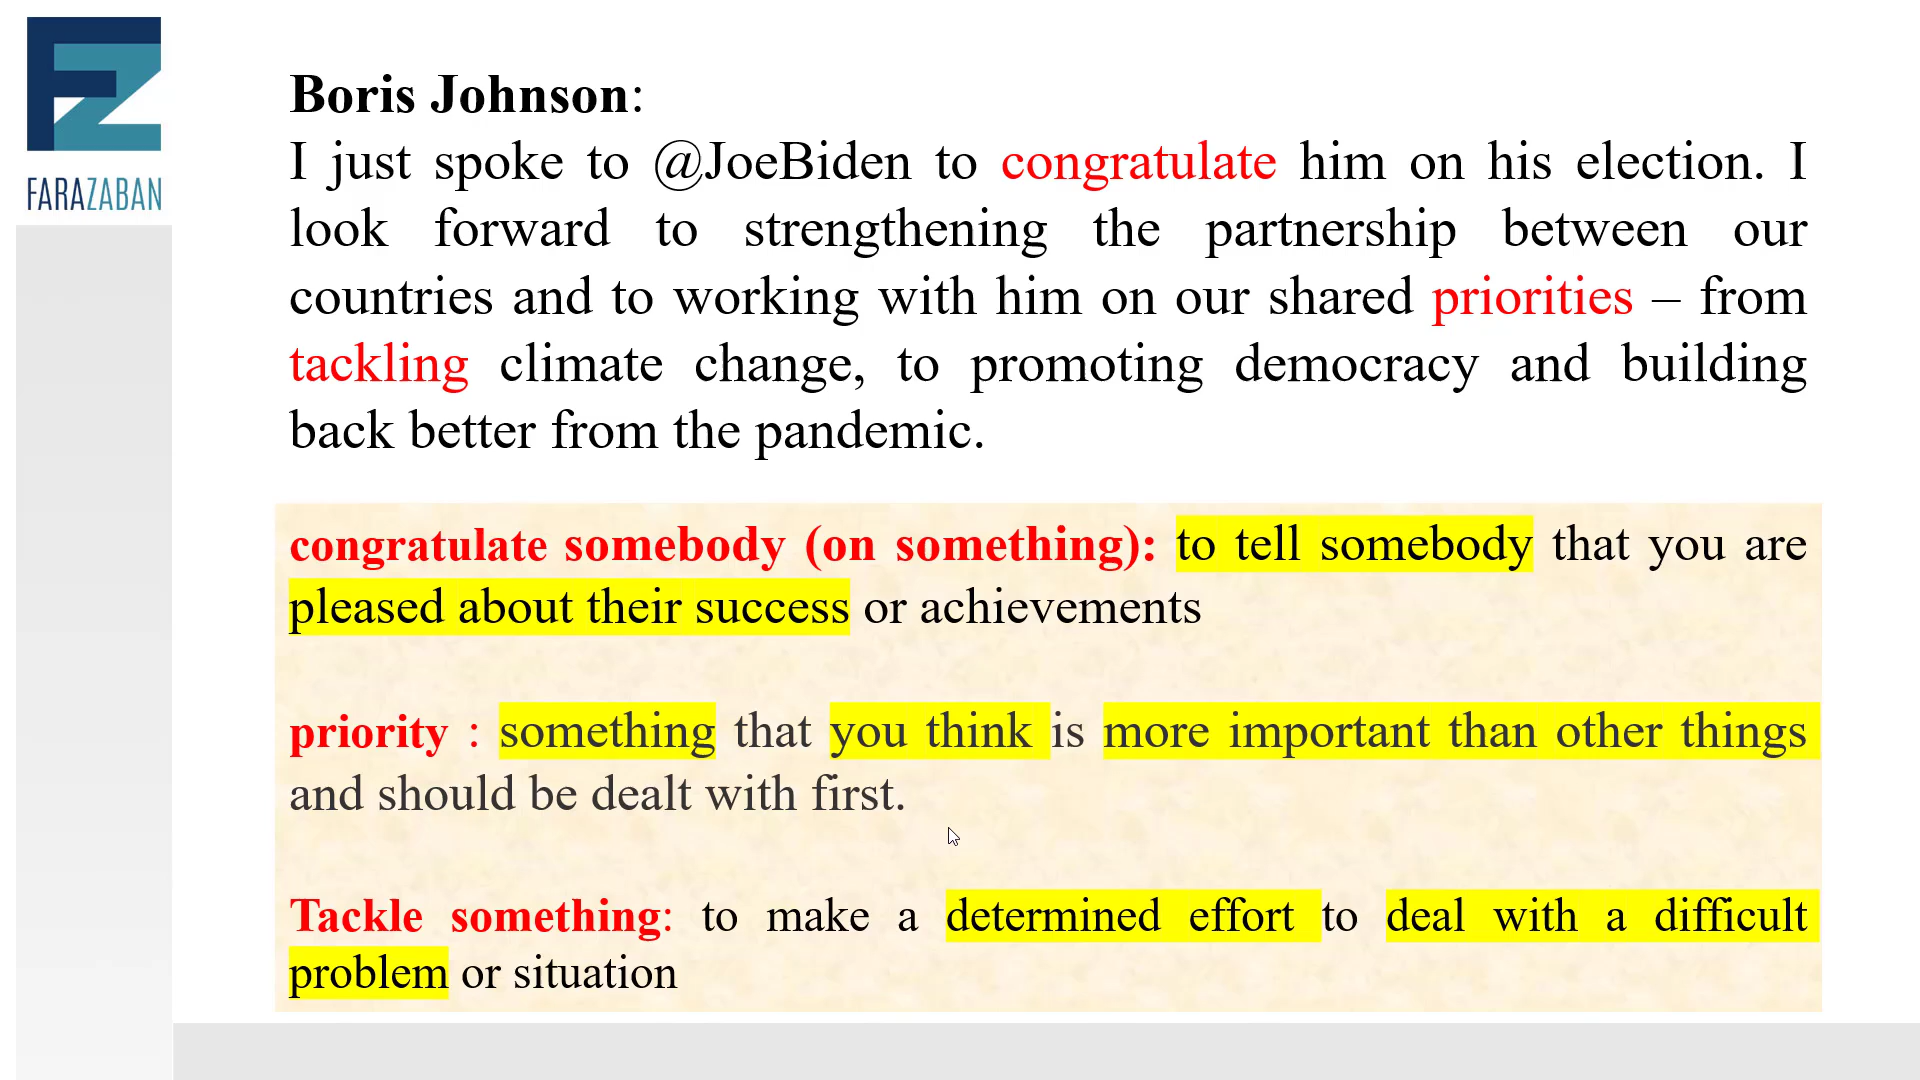 FARAZABAN
Boris Johnson:
I just spoke to @JoeBiden to congratulate him on his election. I
look forward to strengthening the partnership between our
countries and to working with him on our shared priorities – from
tackling climate change, to promoting democracy and building
back better from the pandemic.
congratulate somebody (on something): to tell somebody that you are
pleased about their success or achievements
priority : something that you think is more important than other things
and should be dealt with first.
Tackle something: to make a determined effort to deal with a difficult
problem or situation